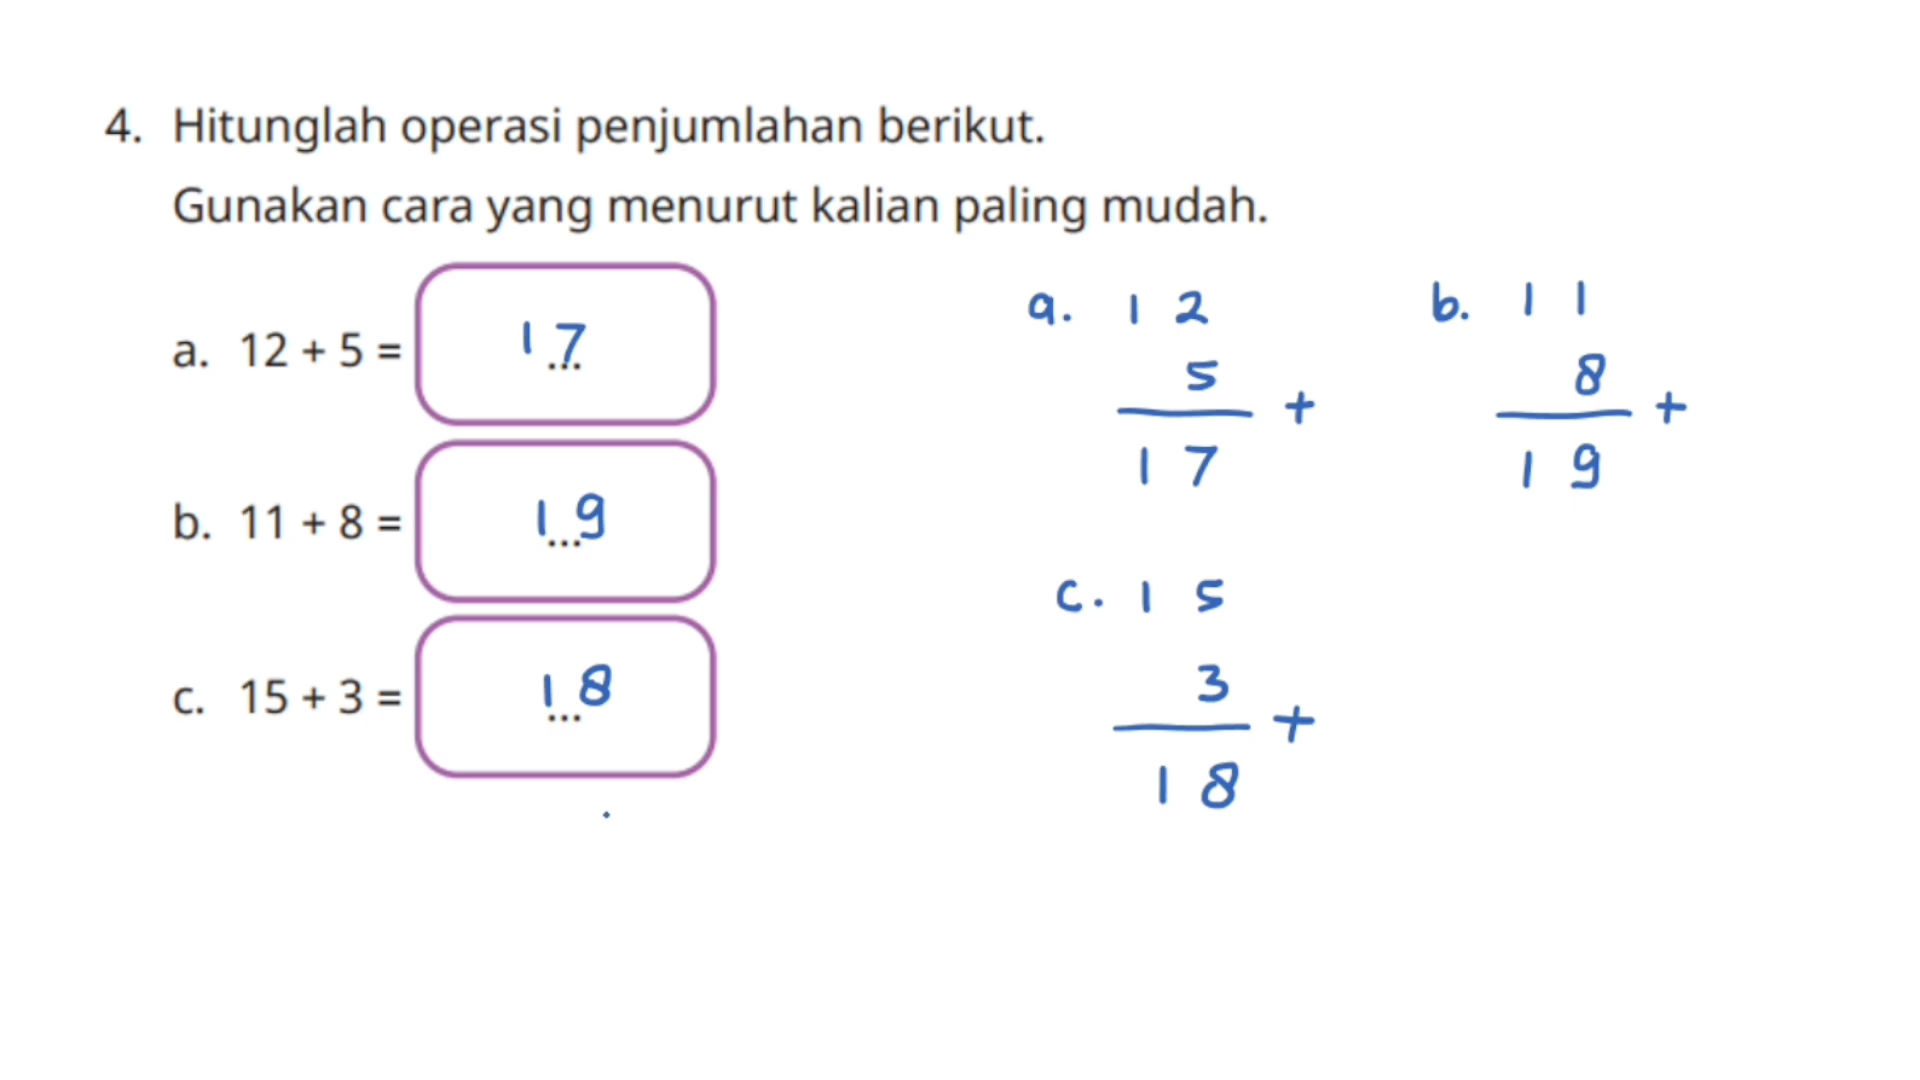 4. Hitunglah operasi penjumlahan berikut.
Gunakan cara yang menurut kalian paling mudah.
a. 12 + 5 = 17 ...
b. 11 + 8 = 19 ...
c. 15 + 3 = 18 ...
a. 12
5
+
17
b. 11
8
+
19
c. 15
3
+
18